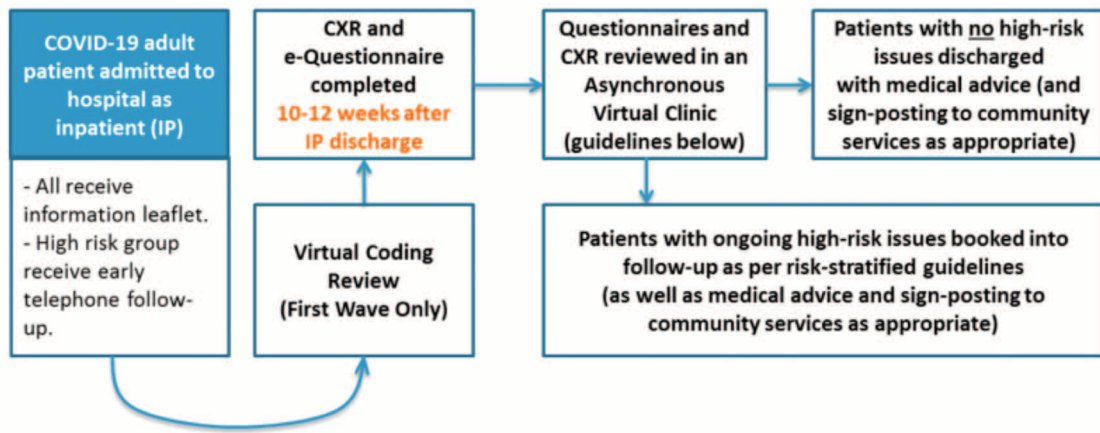 COVID-19 adult
patient admitted to
hospital as
inpatient (IP)
- All receive
information leaflet.
- High risk group
receive early
telephone follow-
up.
Virtual Coding
Review
(First Wave Only)
CXR and
e-Questionnaire
completed
10-12 weeks after
IP discharge
Questionnaires and
CXR reviewed in an
Asynchronous
Virtual Clinic
(guidelines below)
Patients with no high-risk
issues discharged
with medical advice (and
sign-posting to community
services as appropriate)
Patients with ongoing high-risk issues booked into
follow-up as per risk-stratified guidelines
(as well as medical advice and sign-posting to
community services as appropriate)